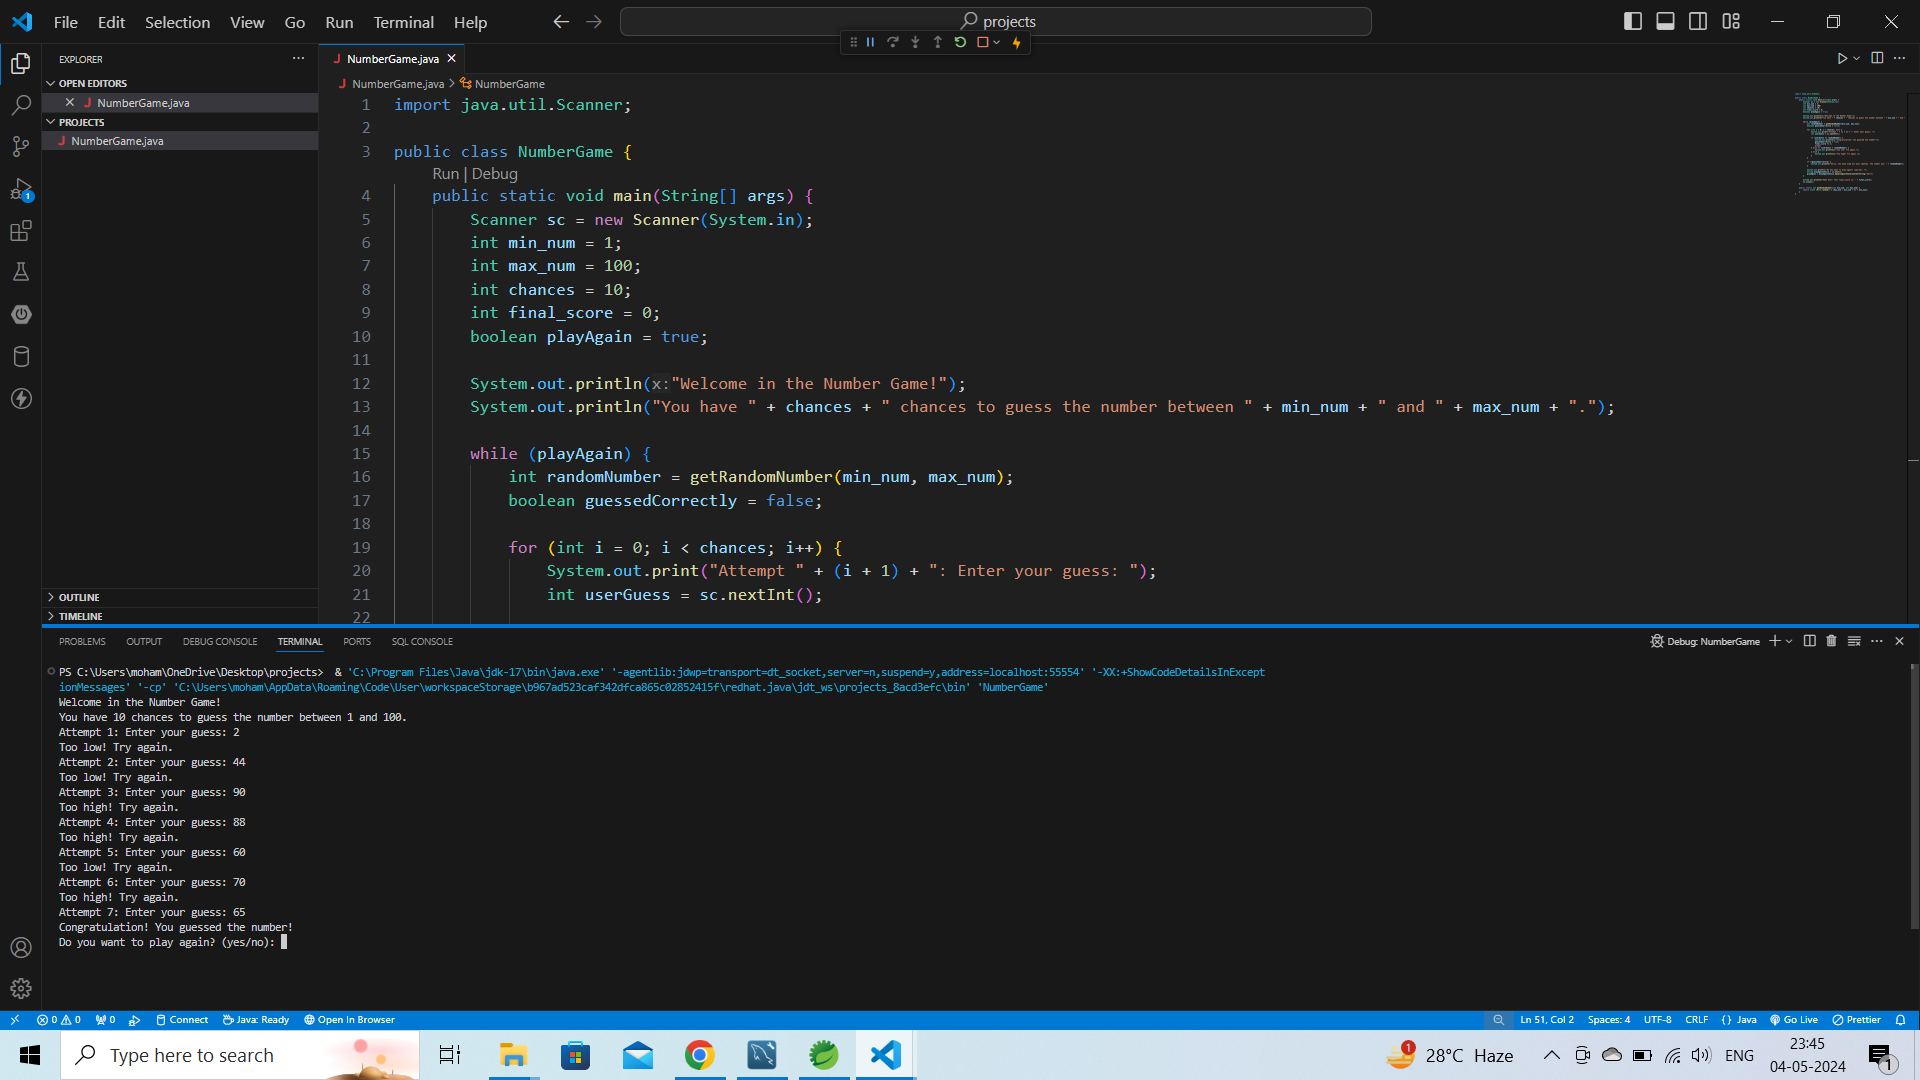 File Edit Selection View Go Run Terminal Help
projects
EXPLORER
OPEN EDITORS
NumberGame.java
PROJECTS
NumberGame.java
OUTLINE
TIMELINE
1
NumberGame.java
NumberGame.java > NumberGame
1 import java.util.Scanner;
2
3 public class NumberGame {
Run | Debug
4 public static void main(String[] args) {
5 Scanner sc = new Scanner(System.in);
6 int min_num = 1;
7 int max_num = 100;
8 int chances = 10;
9 int final_score = 0;
10 boolean playAgain = true;
11
12 System.out.println(x:"Welcome in the Number Game!");
13 System.out.println("You have " + chances + " chances to guess the number between " + min_num + " and " + max_num + ".");
14
15 while (playAgain) {
16 int randomNumber = getRandomNumber(min_num, max_num);
17 boolean guessedCorrectly = false;
18
19 for (int i = 0; i < chances; i++) {
20 System.out.print("Attempt " + (i + 1) + ": Enter your guess: ");
21 int userGuess = sc.nextInt();
22
PROBLEMS OUTPUT DEBUG CONSOLE TERMINAL PORTS SQL CONSOLE
Debug: NumberGame
PS C:\Users\moham\OneDrive\Desktop\projects> & 'C:\Program Files\Java\jdk-17\bin\java.exe' '-agentlib:jdwp=transport=dt_socket,server=n,suspend=y,address=localhost:55554' '-XX:+ShowCodeDetailsInExcept
ionMessages' '-cp' 'C:\Users\moham\AppData\Roaming\Code\User\workspaceStorage\b967ad523caf342dfca865c02852415f\redhat.java\jdt_ws\projects_8acd3efc\bin' 'NumberGame'
Welcome in the Number Game!
You have 10 chances to guess the number between 1 and 100.
Attempt 1: Enter your guess: 2
Too low! Try again.
Attempt 2: Enter your guess: 44
Too low! Try again.
Attempt 3: Enter your guess: 90
Too high! Try again.
Attempt 4: Enter your guess: 88
Too high! Try again.
Attempt 5: Enter your guess: 60
Too low! Try again.
Attempt 6: Enter your guess: 70
Too high! Try again.
Attempt 7: Enter your guess: 65
Congratulation! You guessed the number!
Do you want to play again? (yes/no):
0 0 0 Connect Java: Ready Open In Browser
Ln 51, Col 2 Spaces: 4 UTF-8 CRLF {} Java Go Live Prettier
Type here to search
1 28°C Haze ENG
23:45
04-05-2024
1